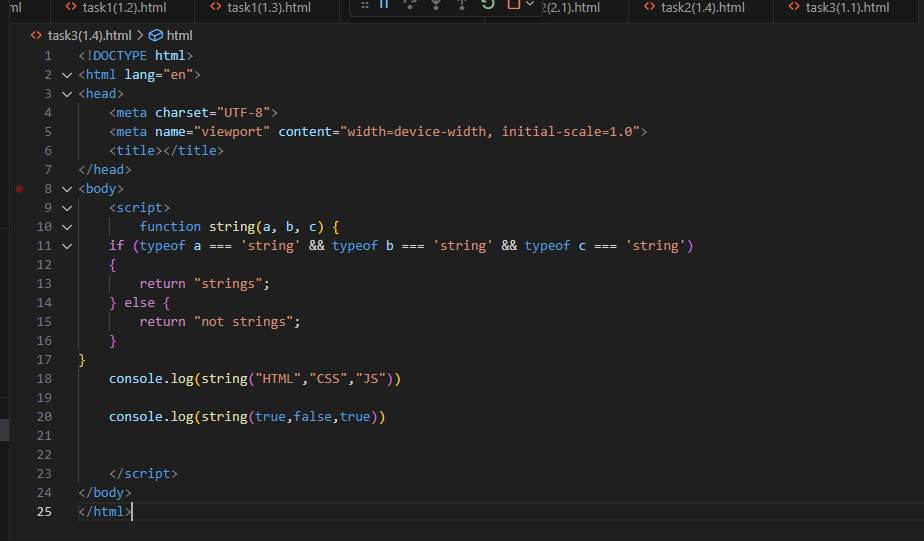 ml task1(1.2).html task1(1.3).html 2(2.1).html task2(1.4).html task3(1.1).html
task3(1.4).html > html
1 <!DOCTYPE html>
2 <html lang="en">
3 <head>
4 <meta charset="UTF-8">
5 <meta name="viewport" content="width=device-width, initial-scale=1.0">
6 <title></title>
7 </head>
8 <body>
9 <script>
10 function string(a, b, c) {
11 if (typeof a === 'string' && typeof b === 'string' && typeof c === 'string')
12 {
13 return "strings";
14 } else {
15 return "not strings";
16 }
17 }
18 console.log(string("HTML","CSS","JS"))
19
20 console.log(string(true,false,true))
21
22
23 </script>
24 </body>
25 </html>